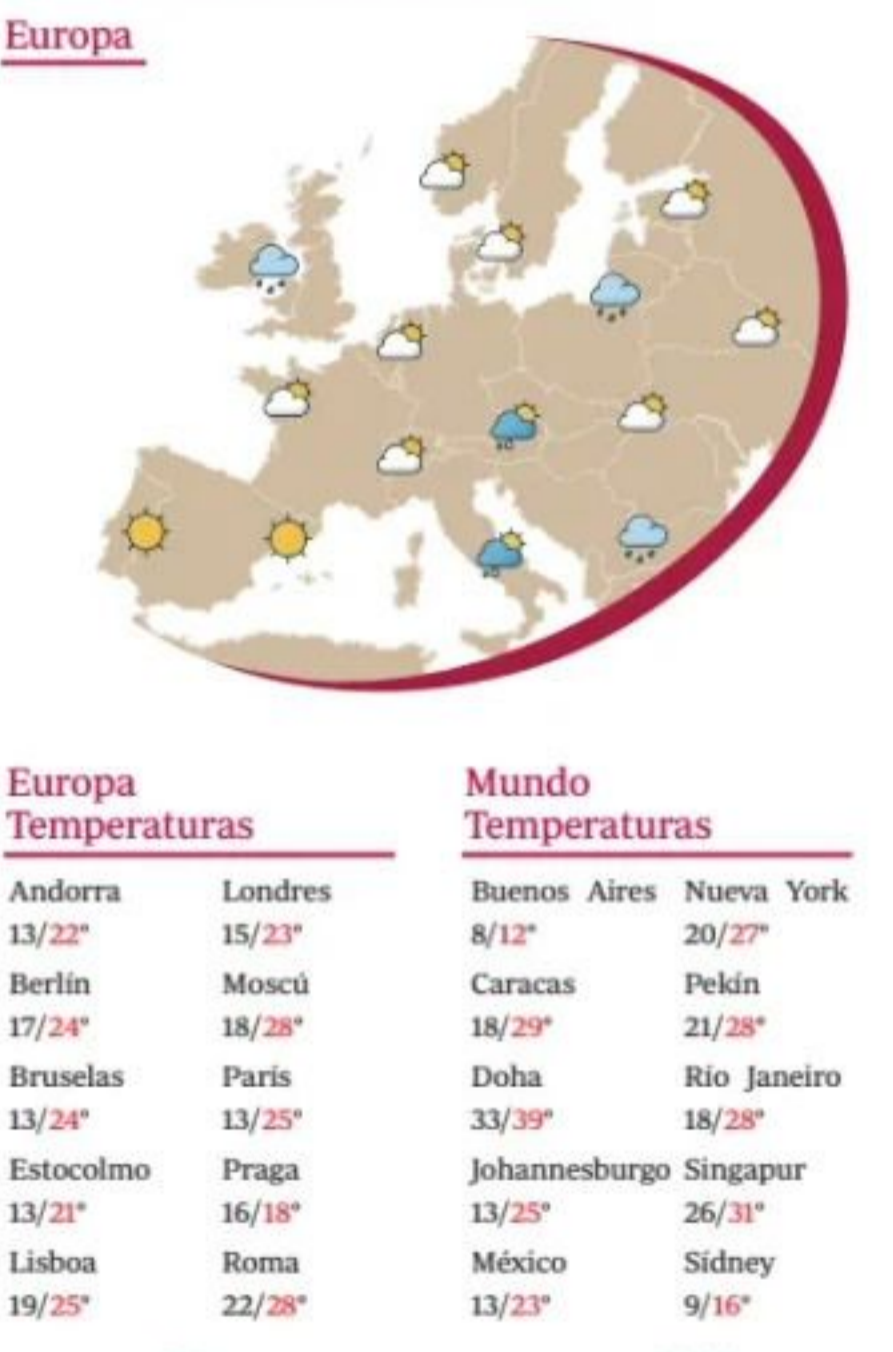 Europa
Europa
Temperaturas
Andorra Londres
13/22° 15/23°
Berlín Moscú
17/24° 18/28°
Bruselas París
13/24° 13/25°
Estocolmo Praga
13/21° 16/18°
Lisboa Roma
19/25° 22/28°
Mundo
Temperaturas
Buenos Aires Nueva York
8/12° 20/27°
Caracas Pekín
18/29° 21/28°
Doha Río Janeiro
33/39° 18/28°
Johannesburgo Singapur
13/25° 26/31°
México Sídney
13/23° 9/16°